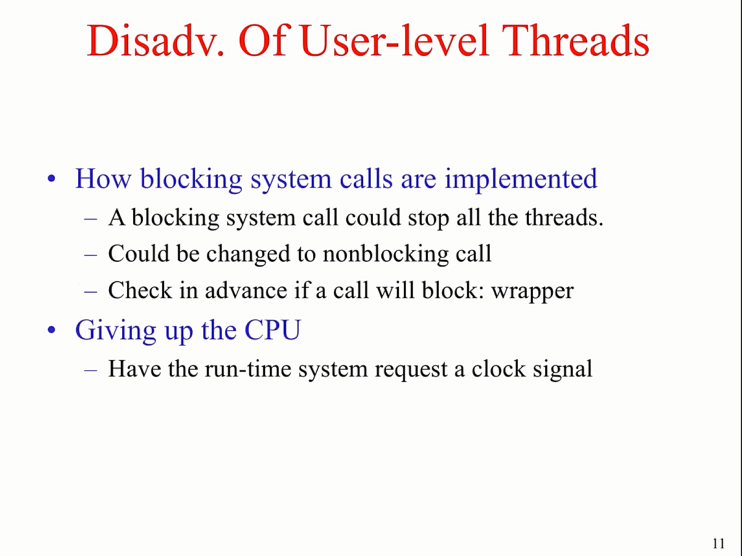 Disadv. Of User-level Threads
• How blocking system calls are implemented
– A blocking system call could stop all the threads.
– Could be changed to nonblocking call
– Check in advance if a call will block: wrapper
• Giving up the CPU
– Have the run-time system request a clock signal
11